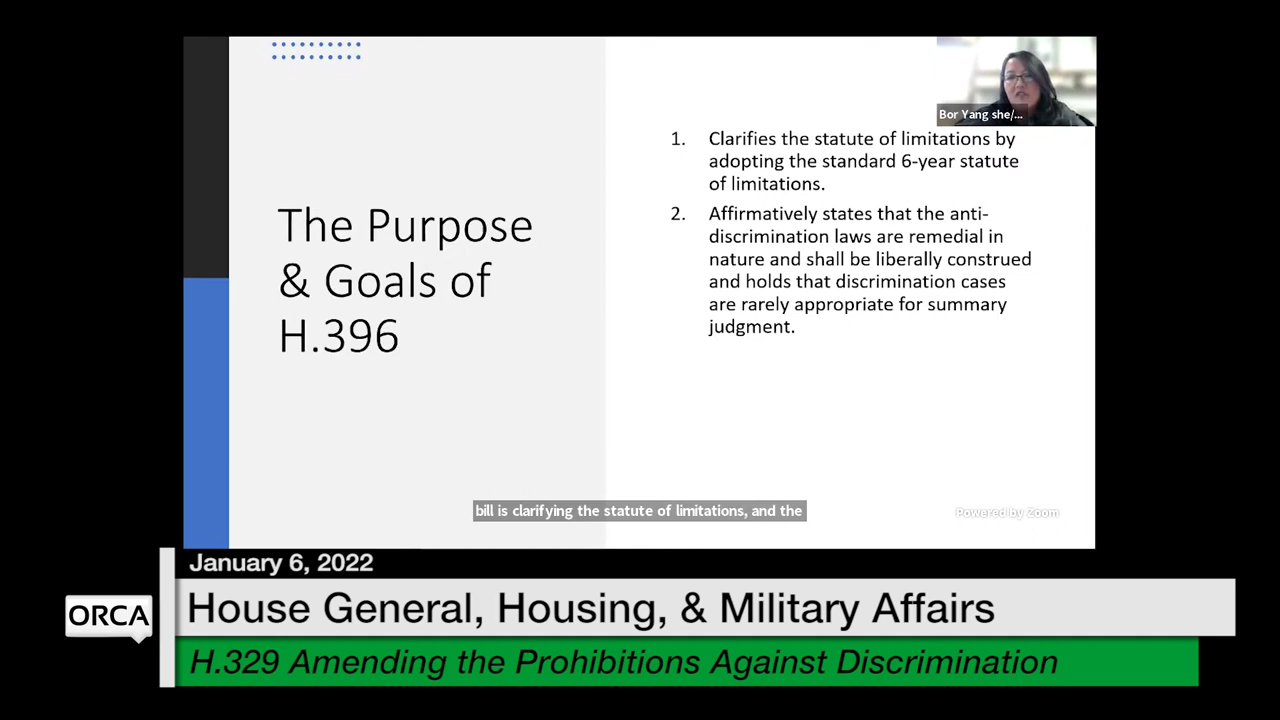 Bor Yang she/...
The Purpose
& Goals of
H.396
1. Clarifies the statute of limitations by
adopting the standard 6-year statute
of limitations.
2. Affirmatively states that the anti-
discrimination laws are remedial in
nature and shall be liberally construed
and holds that discrimination cases
are rarely appropriate for summary
judgment.
bill is clarifying the statute of limitations, and the
Powered by Zoom
January 6, 2022
ORCA
House General, Housing, & Military Affairs
H.329 Amending the Prohibitions Against Discrimination